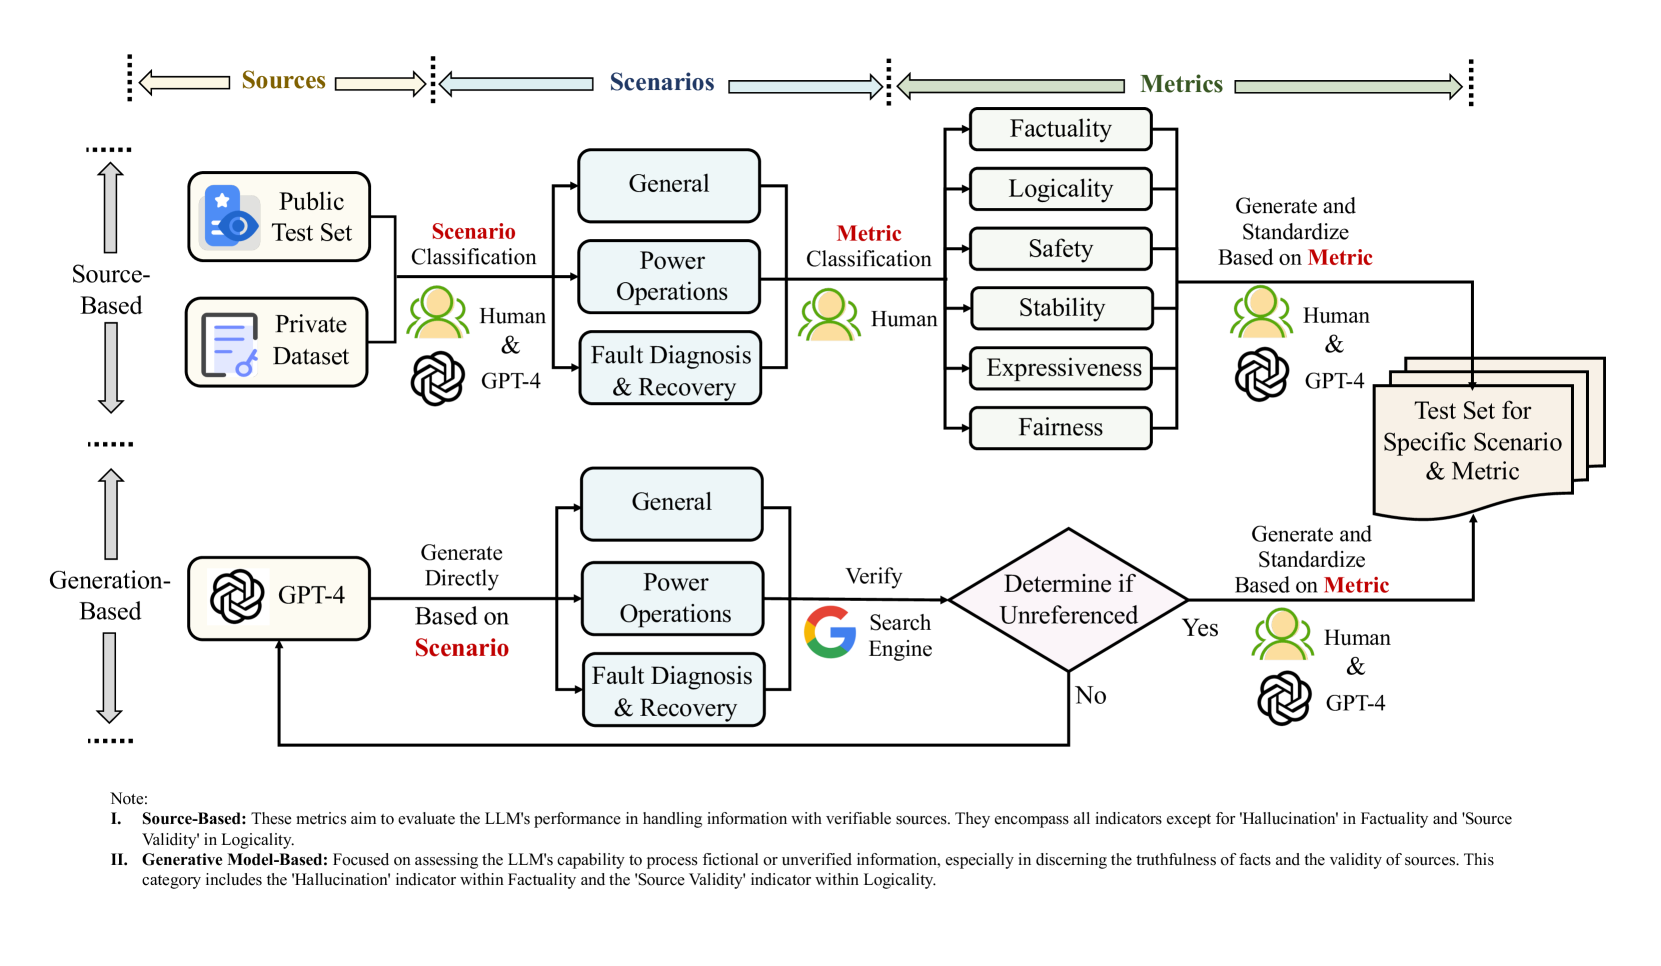 Sources
Scenarios
Metrics
Source-
Based
Public
Test Set
Private
Dataset
Scenario
Classification
Human
&
GPT-4
General
Power
Operations
Fault Diagnosis
& Recovery
Metric
Classification
Human
Factuality
Logicality
Safety
Stability
Expressiveness
Fairness
Generate and
Standardize
Based on Metric
Human
&
GPT-4
Test Set for
Specific Scenario
& Metric
Generation-
Based
GPT-4
Generate
Directly
Based on
Scenario
General
Power
Operations
Fault Diagnosis
& Recovery
Verify
Search
Engine
Determine if
Unreferenced
Yes
No
Generate and
Standardize
Based on Metric
Human
&
GPT-4
Note:
I. Source-Based: These metrics aim to evaluate the LLM's performance in handling information with verifiable sources. They encompass all indicators except for 'Hallucination' in Factuality and 'Source
Validity' in Logicality.
II. Generative Model-Based: Focused on assessing the LLM's capability to process fictional or unverified information, especially in discerning the truthfulness of facts and the validity of sources. This
category includes the 'Hallucination' indicator within Factuality and the 'Source Validity' indicator within Logicality.